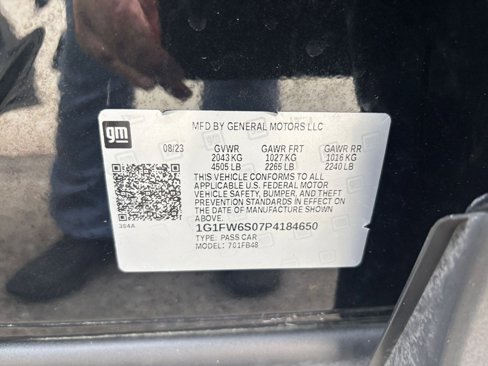 gm
MFD BY GENERAL MOTORS LLC
08/23 GVWR GAWR FRT GAWR RR
2043 KG 1027 KG 1016 KG
4505 LB 2265 LB 2240 LB
THIS VEHICLE CONFORMS TO ALL
APPLICABLE U.S. FEDERAL MOTOR
VEHICLE SAFETY, BUMPER, AND THEFT
PREVENTION STANDARDS IN EFFECT ON THE
DATE OF MANUFACTURE SHOWN
ABOVE.
384A
1G1FW6S07P4184650
TYPE: PASS CAR
MODEL: 701FB48